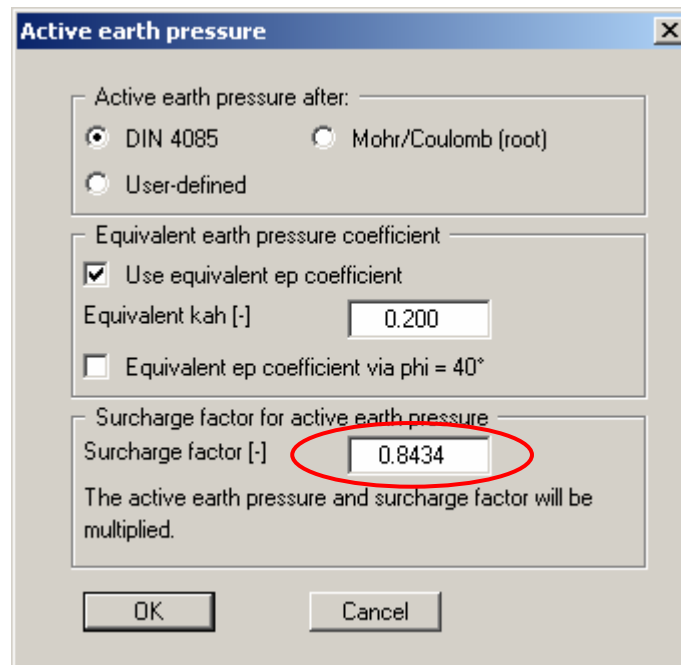 Active earth pressure
Active earth pressure after:
DIN 4085
Mohr/Coulomb (root)
User-defined
Equivalent earth pressure coefficient
Use equivalent ep coefficient
Equivalent kah [-]
0.200
Equivalent ep coefficient via phi = 40°
Surcharge factor for active earth pressure
Surcharge factor [-]
0.8434
The active earth pressure and surcharge factor will be
multiplied.
OK
Cancel